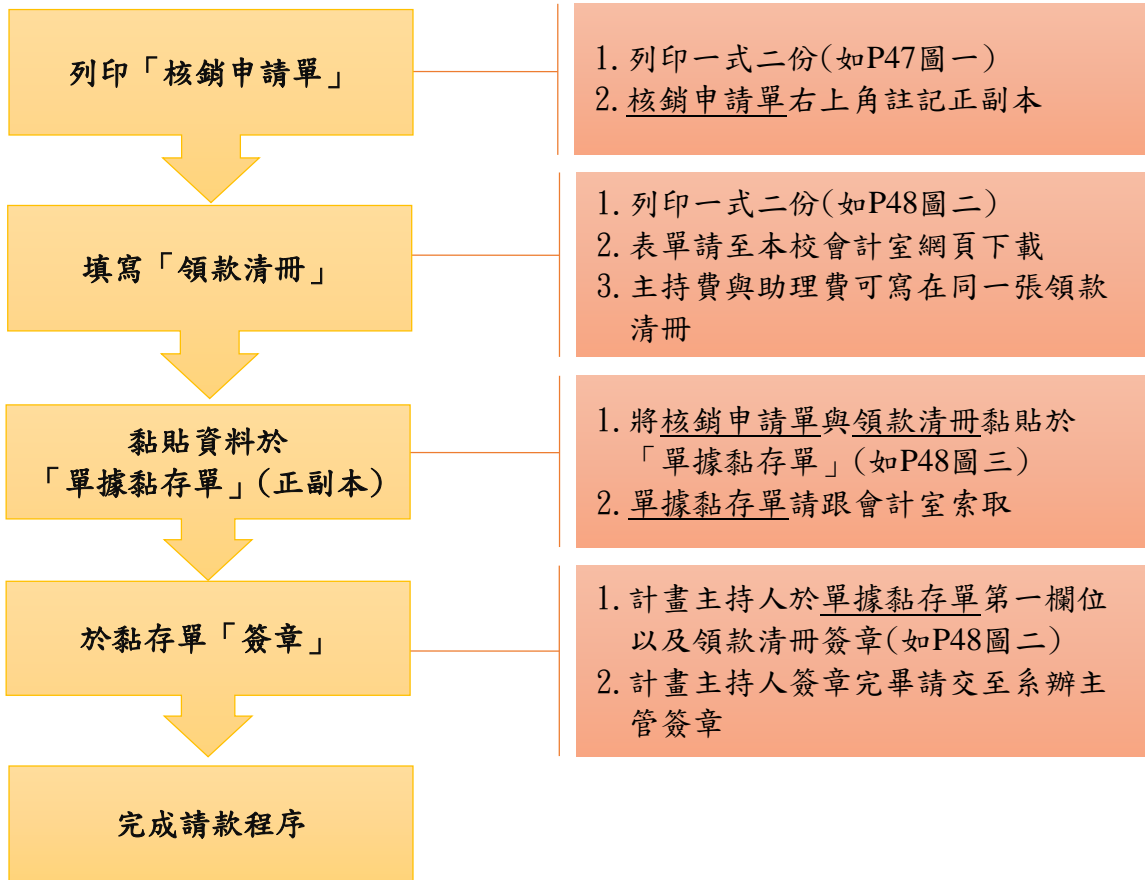 列印「核銷申請單」
1. 列印一式二份(如P47圖一)
2. 核銷申請單右上角註記正副本
填寫「領款清冊」
1. 列印一式二份(如P48圖二)
2. 表單請至本校會計室網頁下載
3. 主持費與助理費可寫在同一張領款
清冊
黏貼資料於
「單據黏存單」(正副本)
1. 將核銷申請單與領款清冊黏貼於
「單據黏存單」(如P48圖三)
2. 單據黏存單請跟會計室索取
於黏存單「簽章」
1. 計畫主持人於單據黏存單第一欄位
以及領款清冊簽章(如P48圖二)
2. 計畫主持人簽章完畢請交至系辦主
管簽章
完成請款程序